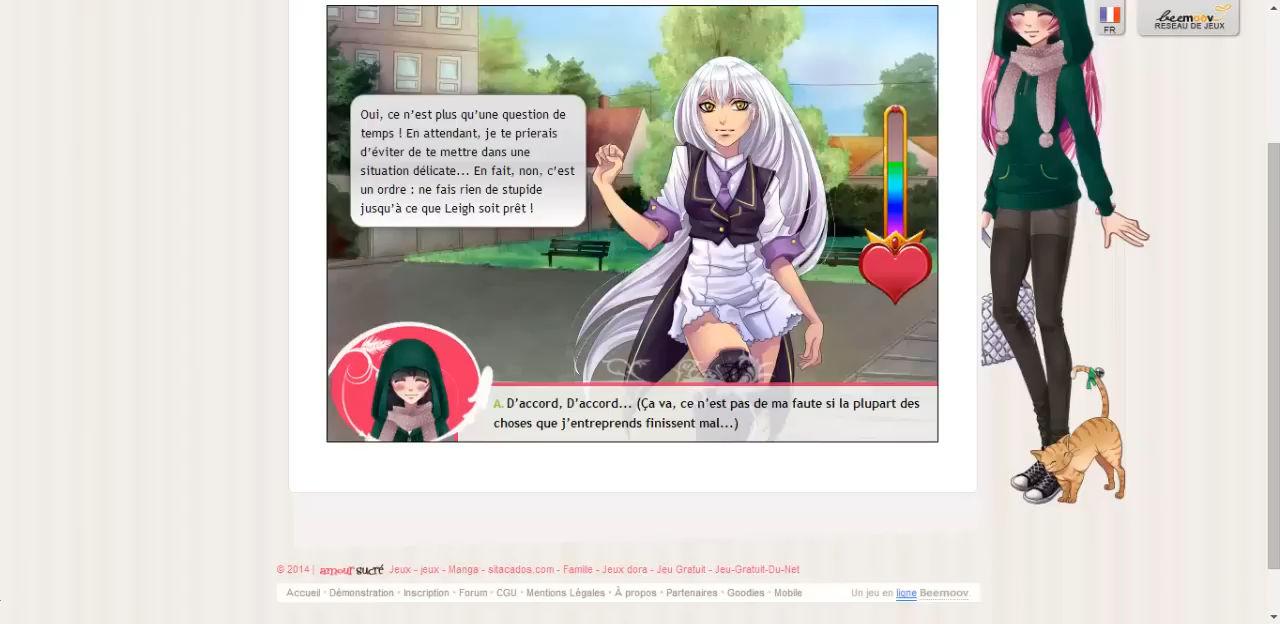 FR
beemoov
RESEAU DE JEUX
Oui, ce n'est plus qu'une question de
temps ! En attendant, je te prierais
d'éviter de te mettre dans une
situation délicate... En fait, non, c'est
un ordre : ne fais rien de stupide
jusqu'à ce que Leigh soit prêt !
A. D'accord, D'accord... (Ça va, ce n'est pas de ma faute si la plupart des
choses que j'entreprends finissent mal...)
© 2014 | amour sucré Jeux - jeux - Manga - sitacados.com - Famille - Jeux dora - Jeu Gratuit - Jeu-Gratuit-Du-Net
Accueil • Démonstration • Inscription • Forum • CGU • Mentions Légales • À propos • Partenaires • Goodies • Mobile
Un jeu en ligne Beemoov.